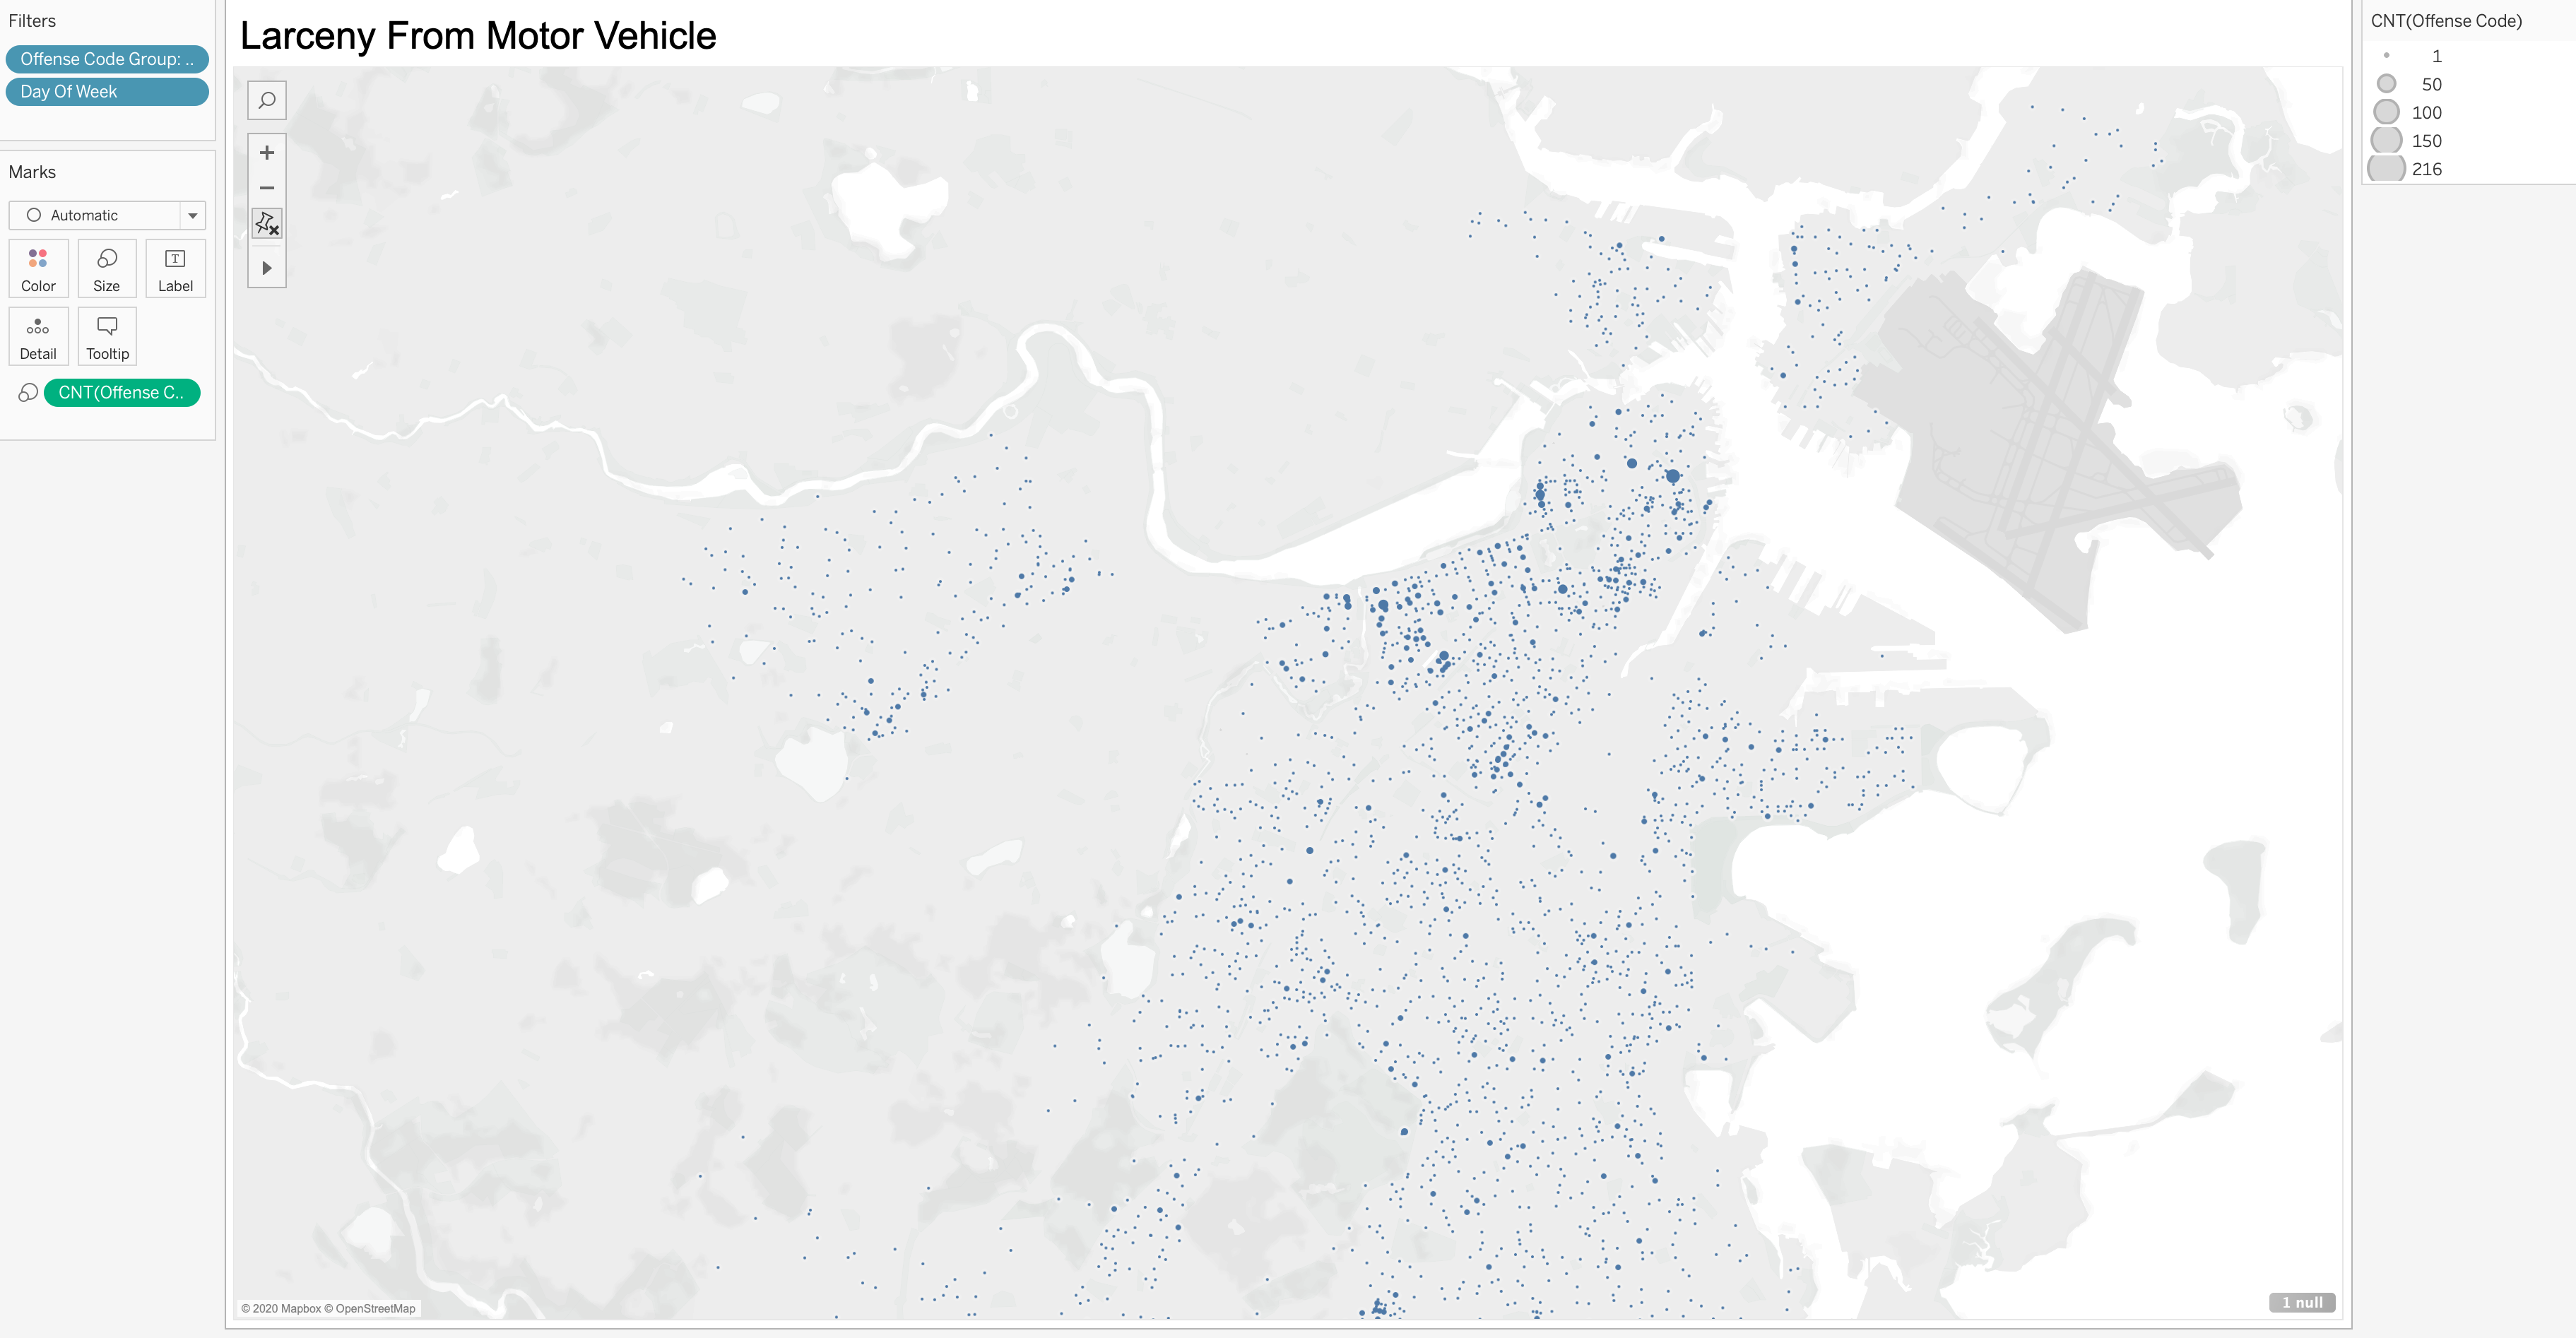 Filters
Offense Code Group: ..
Day Of Week
Marks
Automatic
Color
Size
T
Label
Detail
Tooltip
CNT(Offense C..
Larceny From Motor Vehicle
© 2020 Mapbox © OpenStreetMap
1 null
CNT(Offense Code)
1
50
100
150
216